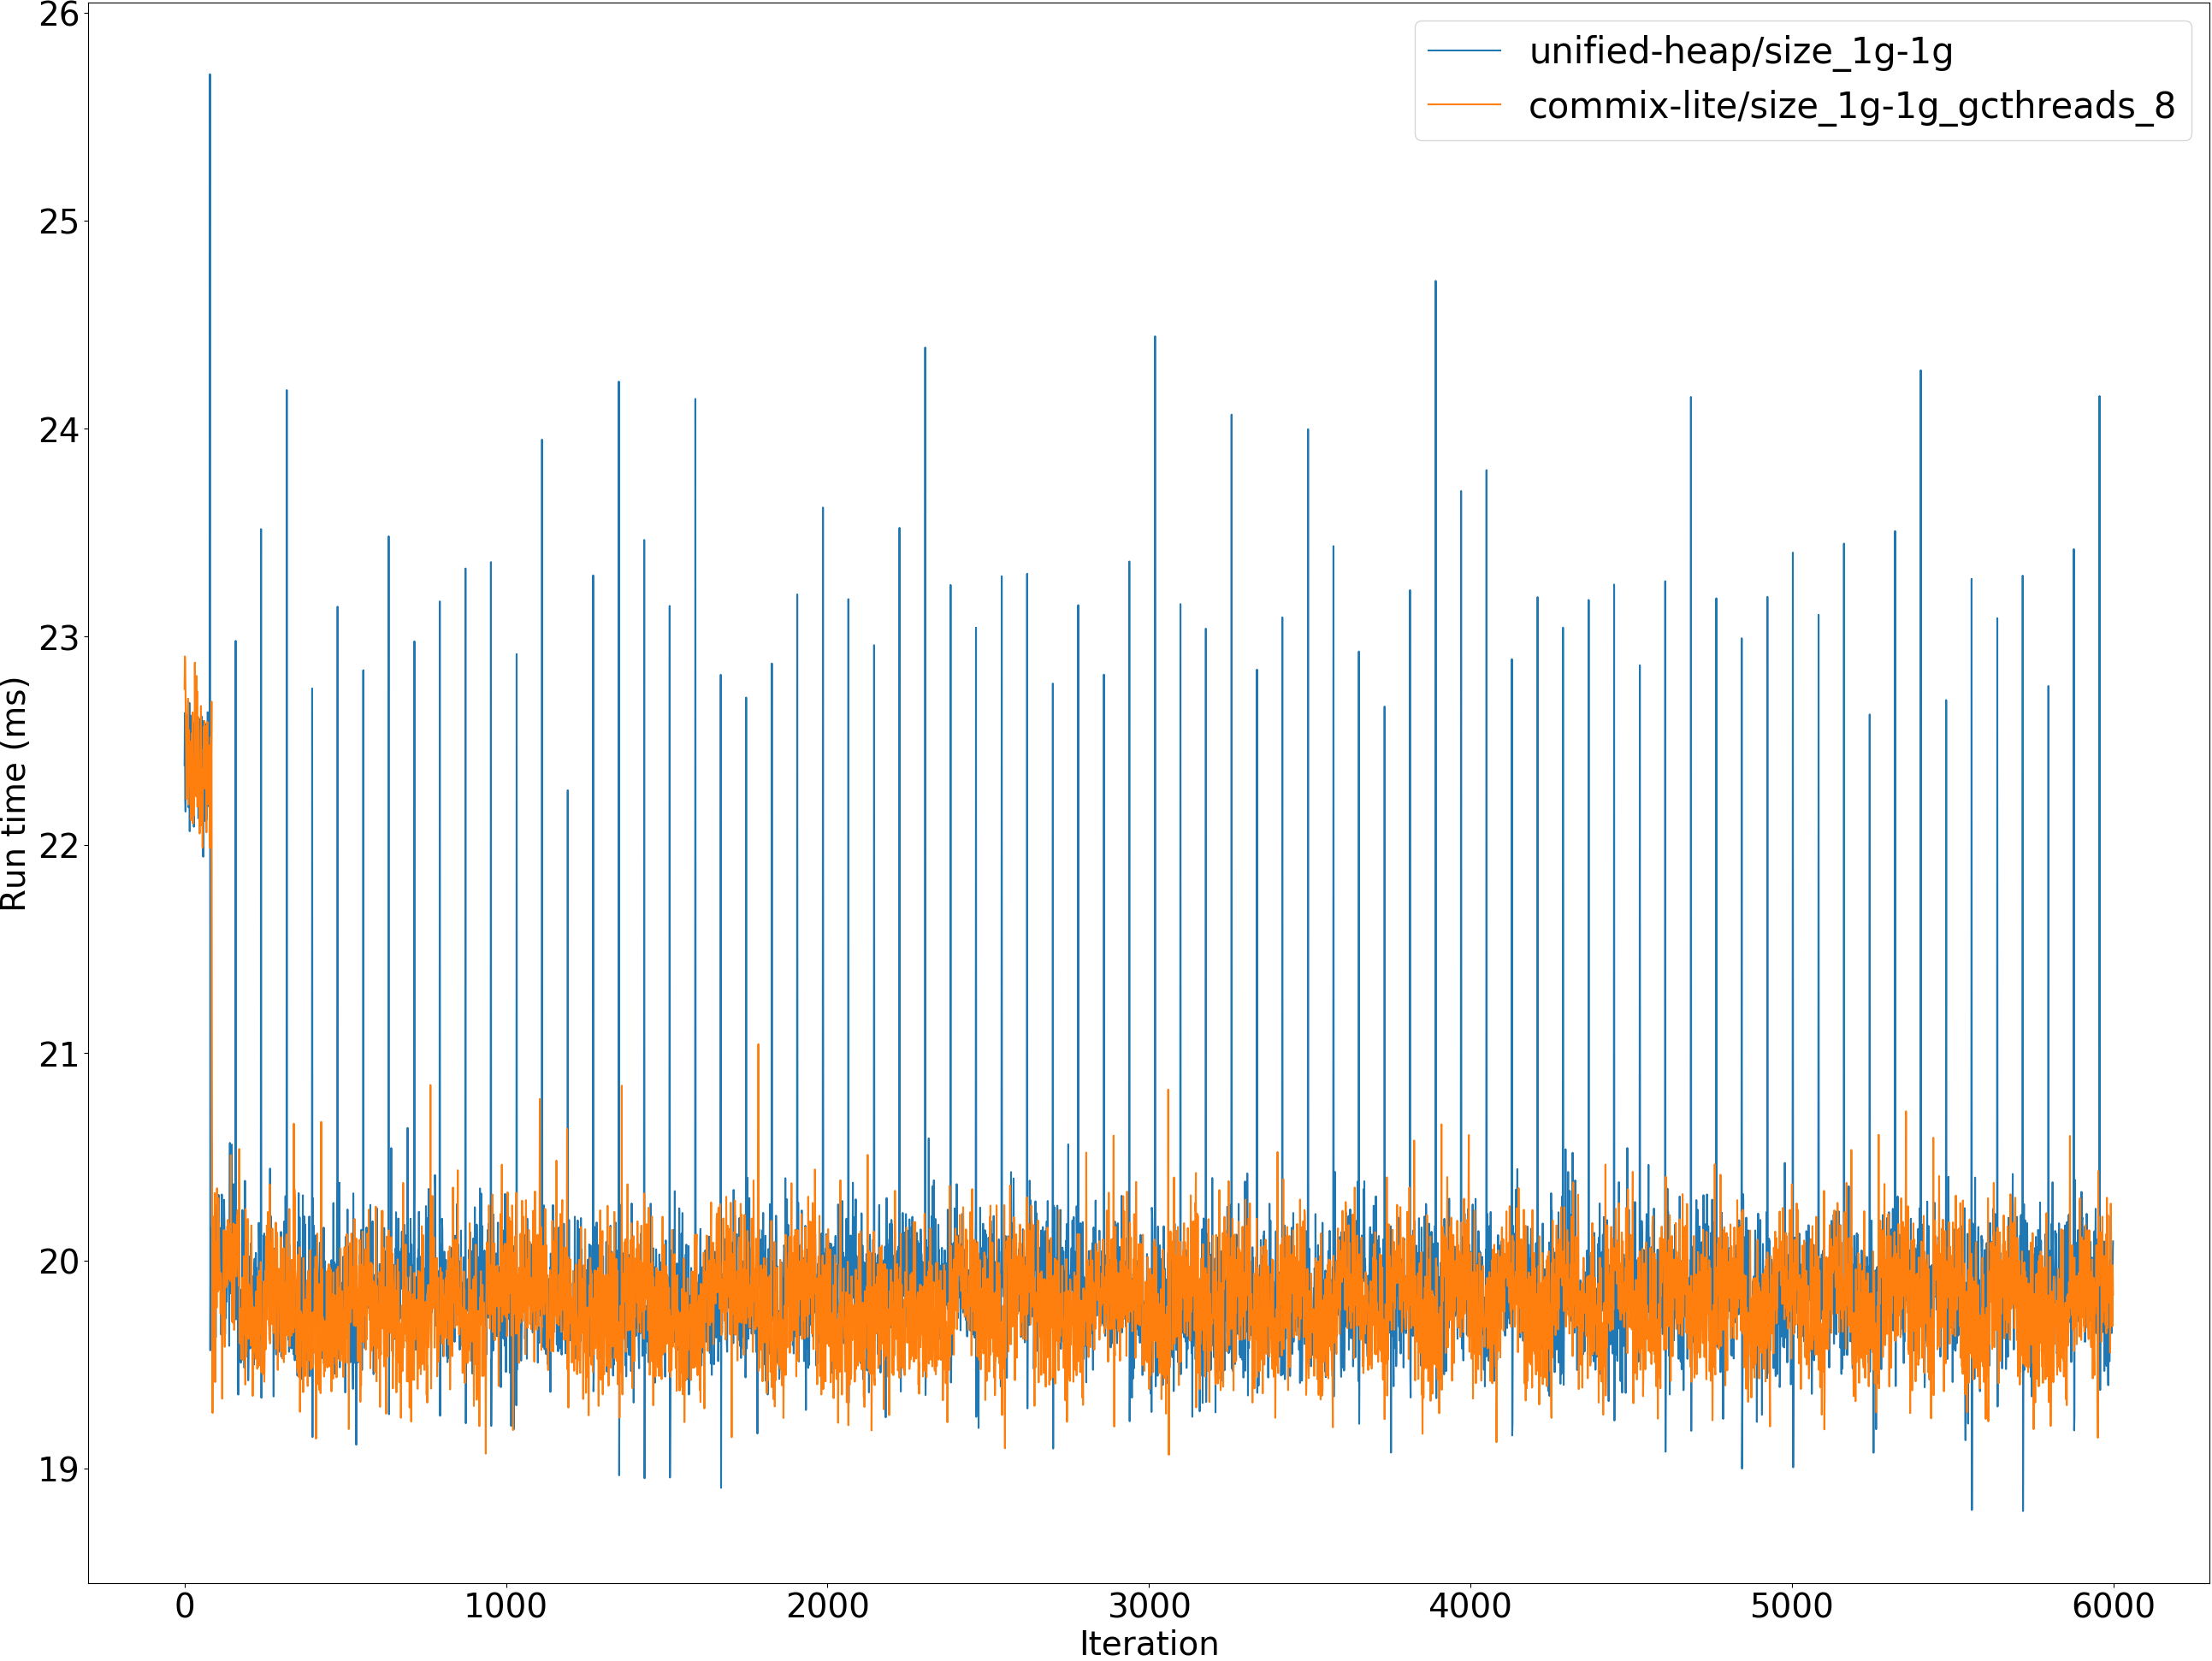 unified-heap/size_1g-1g
commix-lite/size_1g-1g_gcthreads_8
Run time (ms)
26
25
24
23
22
21
20
19
0 1000 2000 3000 4000 5000 6000
Iteration